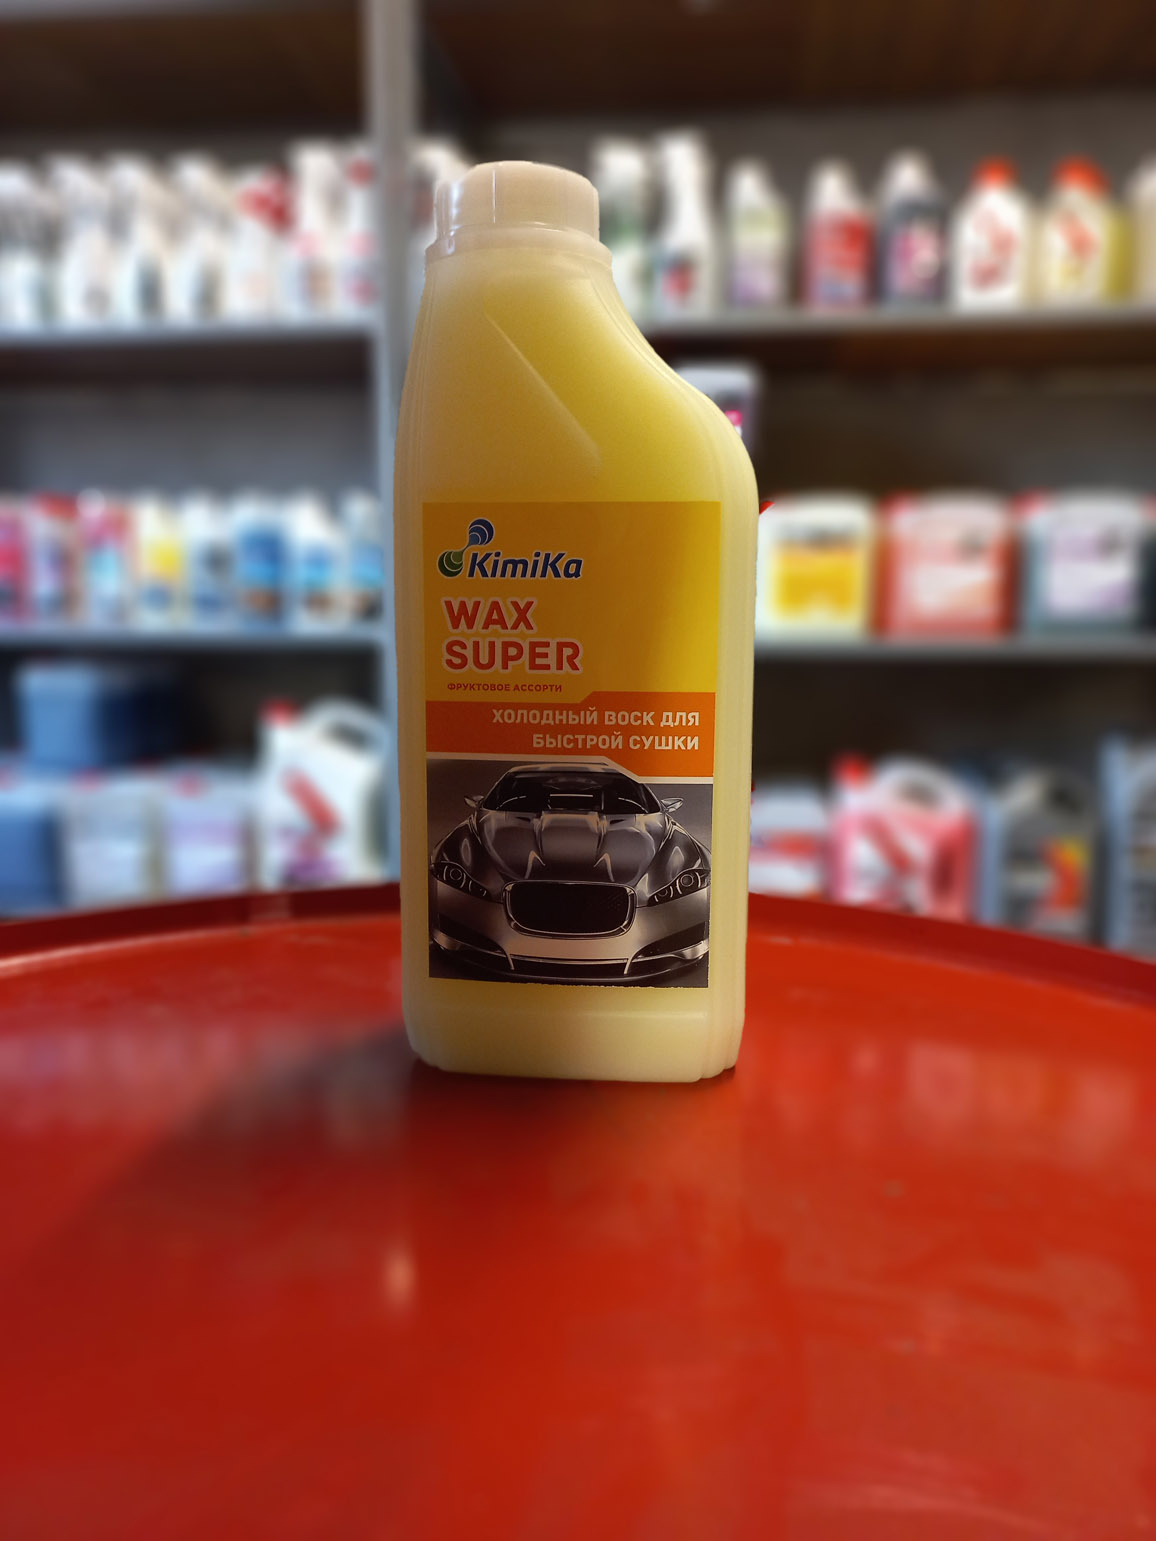 KimiKa
WAX
SUPER
ФРУКТОВОЕ АССОРТИ
ХОЛОДНЫЙ ВОСК ДЛЯ
БЫСТРОЙ СУШКИ